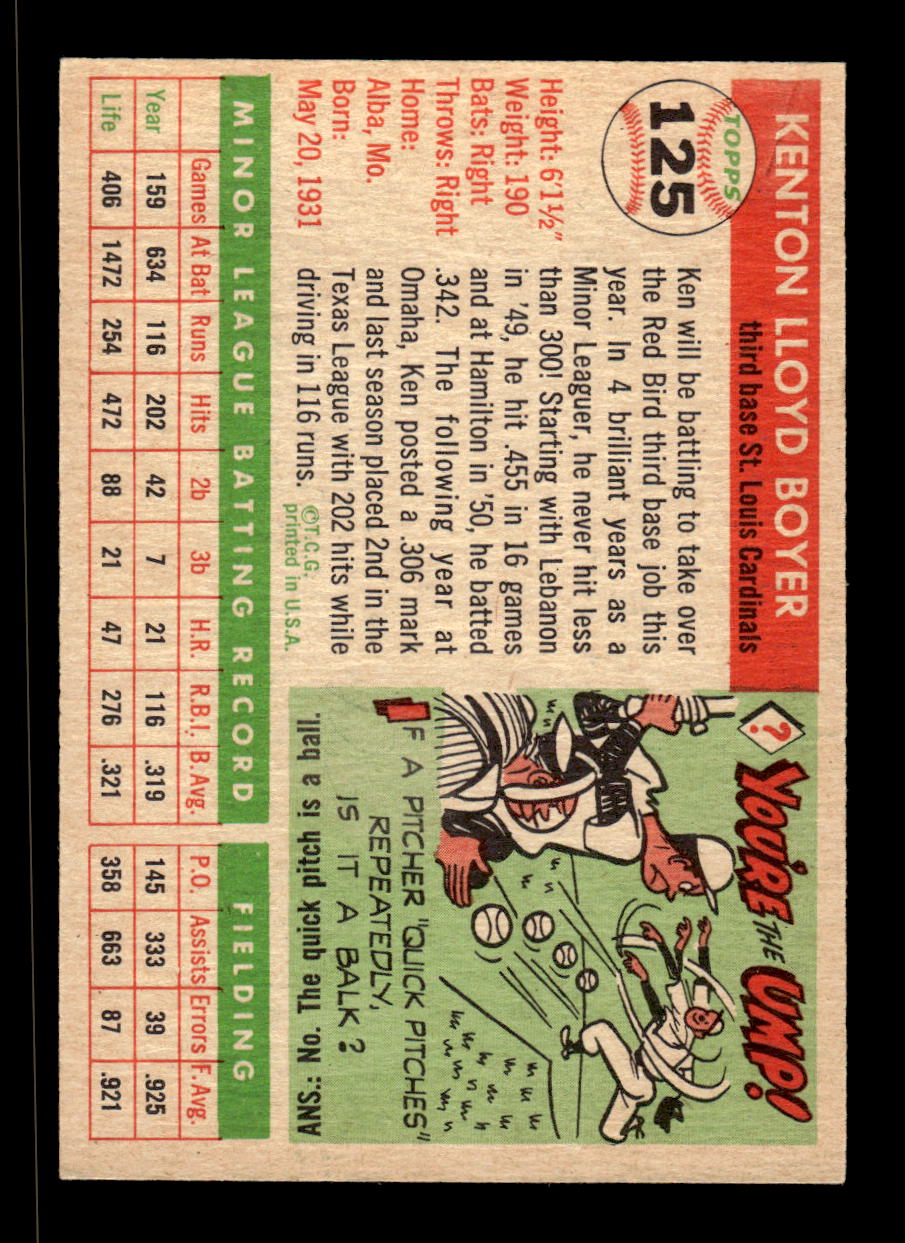 KENTON LLOYD BOYER
third base St. Louis Cardinals
TOPPS
125
Height: 6'1½"
Weight: 190
Bats: Right
Throws: Right
Home:
Alba, Mo.
Born:
May 20, 1931
Ken will be battling to take over
the Red Bird third base job this
year. In 4 brilliant years as a
Minor Leaguer, he never hit less
than 300! Starting with Lebanon
in '49, he hit .455 in 16 games
and at Hamilton in '50, he batted
.342. The following year at
Omaha, Ken posted a .306 mark
and last season placed 2nd in the
Texas League with 202 hits while
driving in 116 runs.
©T.C.G.
printed in U.S.A.
?
YOU'RE THE UMP!
IF A PITCHER "QUICK PITCHES"
REPEATEDLY,
IS IT A BALK?
ANS.: No. The quick pitch is a ball.
MINOR LEAGUE BATTING RECORD
Games At Bat Runs Hits 2b 3b H.R. R.B.I. B. Avg.
Year 159 634 116 202 42 7 21 116 .319
Life 406 1472 254 472 88 21 47 276 .321
FIELDING
P.O. Assists Errors F. Avg.
145 333 39 .925
358 663 87 .921